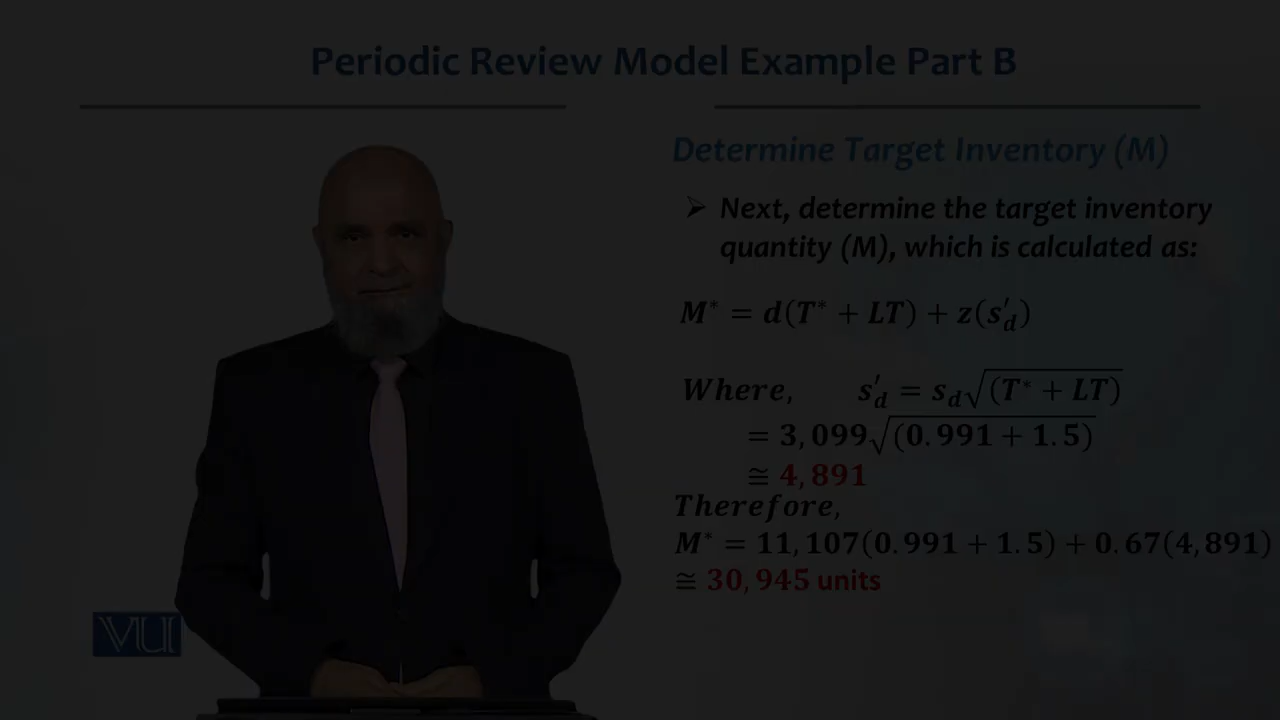 Periodic Review Model Example Part B
Determine Target Inventory (M)
➢ Next, determine the target inventory
quantity (M), which is calculated as:
M* = d(T* + LT) + z(s′d)
Where, s′d = sd√(T* + LT)
= 3,099√(0.991 + 1.5)
≅ 4,891
Therefore,
M* = 11,107(0.991 + 1.5) + 0.67(4,891)
≅ 30,945 units
VU